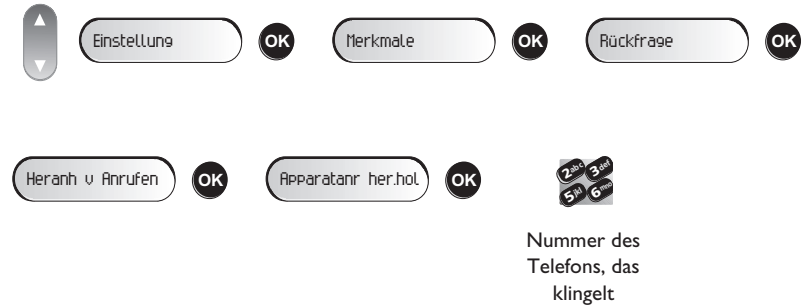 Einstellung OK Merkmale OK Rückfrage OK
Heranh v Anrufen OK Apparatanr her.hol OK 2abc 3def
5jkl 6mno
Nummer des
Telefons, das
klingelt